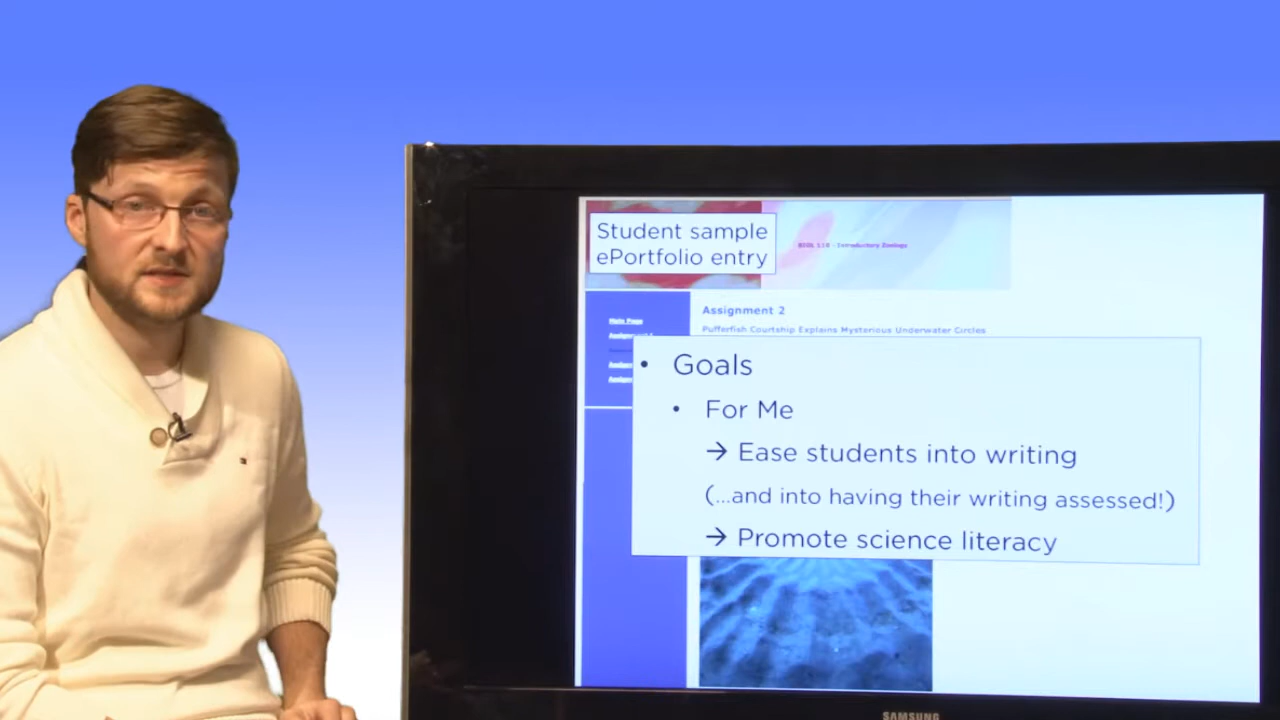 Student sample
ePortfolio entry
BIOL 110 - Introductory Zoology
Assignment 2
Pufferfish Courtship Explains Mysterious Underwater Circles
Main Page
• Goals
• For Me
→ Ease students into writing
(...and into having their writing assessed!)
→ Promote science literacy
SAMSUNG